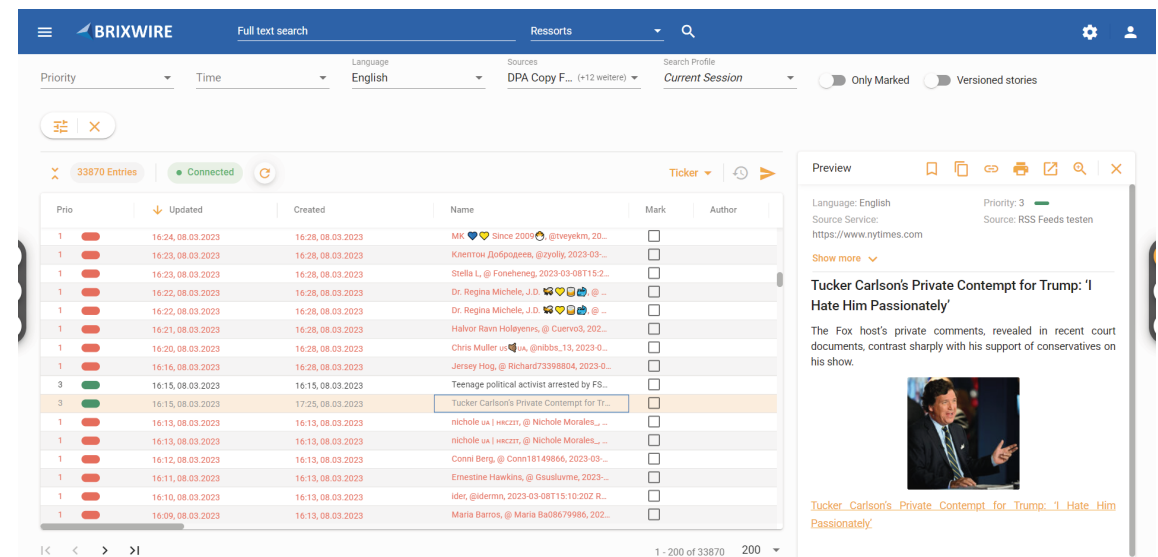 BRIXWIRE Full text search Ressorts
Language Sources Search Profile
Priority Time English DPA Copy F... (+12 weitere) Current Session Only Marked Versioned stories
33870 Entries Connected Ticker
Prio Updated Created Name Mark Author
1 16:24, 08.03.2023 16:28, 08.03.2023 MK 💙💛 Since 2009, @tveyekm, 20...
1 16:23, 08.03.2023 16:28, 08.03.2023 Клептон Добродеев, @zyoliy, 2023-03-...
1 16:23, 08.03.2023 16:28, 08.03.2023 Stella L, @ Foneheneg, 2023-03-08T15:2...
1 16:22, 08.03.2023 16:28, 08.03.2023 Dr. Regina Michele, J.D. @ ...
1 16:22, 08.03.2023 16:28, 08.03.2023 Dr. Regina Michele, J.D. @ ...
1 16:21, 08.03.2023 16:28, 08.03.2023 Halvor Ravn Holøyen, @ Cuervo3, 202...
1 16:20, 08.03.2023 16:28, 08.03.2023 Chris Muller US UA, @nibbs_13, 2023-0...
1 16:16, 08.03.2023 16:28, 08.03.2023 Jersey Hog, @ Richard73398804, 2023-0...
3 16:15, 08.03.2023 16:15, 08.03.2023 Teenage political activist arrested by FS...
3 16:15, 08.03.2023 17:25, 08.03.2023 Tucker Carlson's Private Contempt for Tr...
1 16:13, 08.03.2023 16:13, 08.03.2023 nichole UA | HRCZIT, @ Nichole Morales_, ...
1 16:13, 08.03.2023 16:13, 08.03.2023 nichole UA | HRCZIT, @ Nichole Morales_, ...
1 16:12, 08.03.2023 16:13, 08.03.2023 Conni Berg, @ Conn18149866, 2023-03-...
1 16:11, 08.03.2023 16:13, 08.03.2023 Ernestine Hawkins, @ Gsusluvme, 2023-...
1 16:10, 08.03.2023 16:13, 08.03.2023 ider, @idermn, 2023-03-08T15:10:20Z R...
1 16:09, 08.03.2023 16:13, 08.03.2023 Maria Barros, @ Maria Ba08679986, 202...
1 - 200 of 33870 200
Preview
Language: English Priority: 3
Source Service: Source: RSS Feeds testen
https://www.nytimes.com
Show more
Tucker Carlson's Private Contempt for Trump: 'I
Hate Him Passionately'
The Fox host's private comments, revealed in recent court
documents, contrast sharply with his support of conservatives on
his show.
Tucker Carlson's Private Contempt for Trump: 'I Hate Him
Passionately'